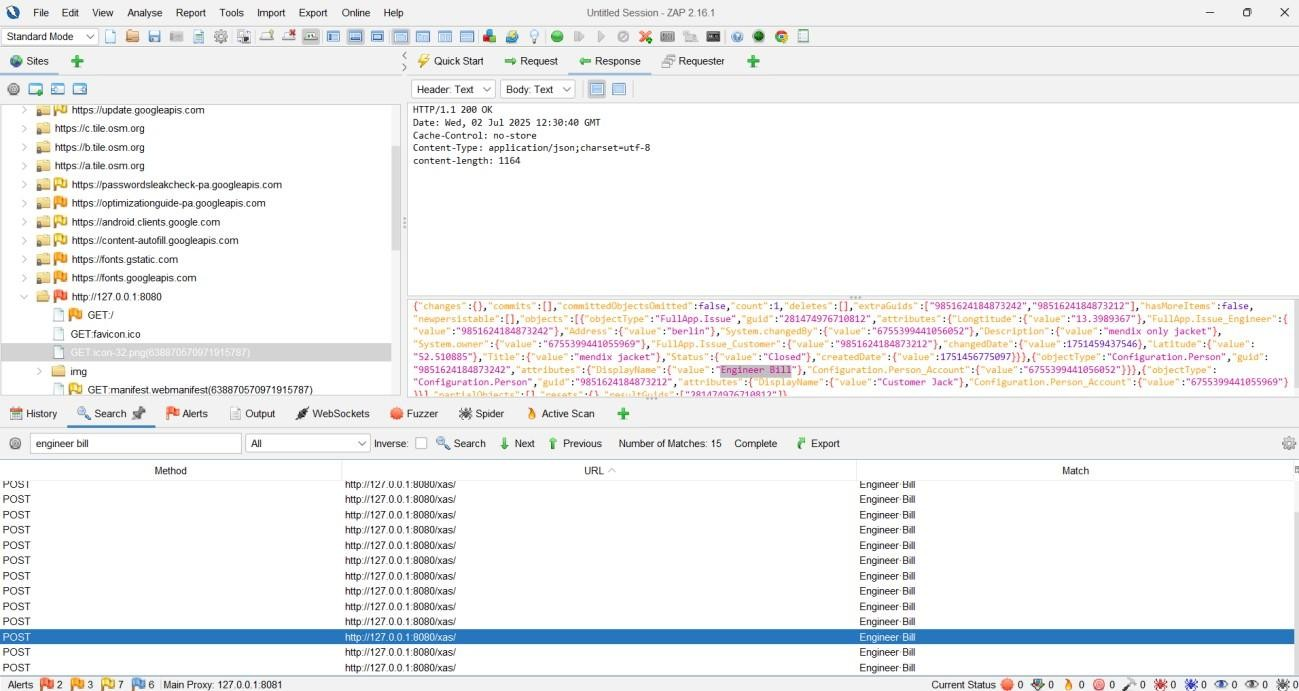 File Edit View Analyse Report Tools Import Export Online Help Untitled Session - ZAP 2.16.1
Standard Mode
Sites
Quick Start Request Response Requester
Header: Text Body: Text
https://update.googleapis.com
https://c.tile.osm.org
https://b.tile.osm.org
https://a.tile.osm.org
https://passwordsleakcheck-pa.googleapis.com
https://optimizationguide-pa.googleapis.com
https://android.clients.google.com
https://content-autofill.googleapis.com
https://fonts.gstatic.com
https://fonts.googleapis.com
http://127.0.0.1:8080
GET:/
GET:favicon.ico
GET:icon-32.png(638870570971915787)
img
GET:manifest.webmanifest(638870570971915787)
HTTP/1.1 200 OK
Date: Wed, 02 Jul 2025 12:30:40 GMT
Cache-Control: no-store
Content-Type: application/json;charset=utf-8
content-length: 1164
{"changes":{},"commits":[],"committedObjectsOmitted":false,"count":1,"deletes":[],"extraGuids":["9851624184873242","9851624184873212"],"hasMoreItems":false,
"newpersistable":[],"objects":[{"objectType":"FullApp.Issue","guid":"281474976710812","attributes":{"Longtitude":{"value":"13.3989367"},"FullApp.Issue_Engineer":{
"value":"9851624184873242"},"Address":{"value":"berlin"},"System.changedBy":{"value":"6755399441056052"},"Description":{"value":"mendix only jacket"},
"System.owner":{"value":"6755399441055969"},"FullApp.Issue_Customer":{"value":"9851624184873212"},"changedDate":{"value":1751459437546},"Latitude":{"value":
"52.510885"},"Title":{"value":"mendix jacket"},"Status":{"value":"Closed"},"createdDate":{"value":1751456775097}}},{"objectType":"Configuration.Person","guid":
"9851624184873242","attributes":{"DisplayName":{"value":"Engineer Bill"},"Configuration.Person_Account":{"value":"6755399441056052"}}},{"objectType":
"Configuration.Person","guid":"9851624184873212","attributes":{"DisplayName":{"value":"Customer Jack"},"Configuration.Person_Account":{"value":"6755399441055969"}
}}],"partialObjects":[],"resets":{},"resultGuids":["281474976710812"]}
History Search Alerts Output WebSockets Fuzzer Spider Active Scan
engineer bill All Inverse: Search Next Previous Number of Matches: 15 Complete Export
Method URL Match
POST http://127.0.0.1:8080/xas/ Engineer Bill
POST http://127.0.0.1:8080/xas/ Engineer Bill
POST http://127.0.0.1:8080/xas/ Engineer Bill
POST http://127.0.0.1:8080/xas/ Engineer Bill
POST http://127.0.0.1:8080/xas/ Engineer Bill
POST http://127.0.0.1:8080/xas/ Engineer Bill
POST http://127.0.0.1:8080/xas/ Engineer Bill
POST http://127.0.0.1:8080/xas/ Engineer Bill
POST http://127.0.0.1:8080/xas/ Engineer Bill
POST http://127.0.0.1:8080/xas/ Engineer Bill
POST http://127.0.0.1:8080/xas/ Engineer Bill
POST http://127.0.0.1:8080/xas/ Engineer Bill
POST http://127.0.0.1:8080/xas/ Engineer Bill
Alerts 2 3 7 6 Main Proxy: 127.0.0.1:8081 Current Status 0 0 0 0 0 0 0 0 0 0